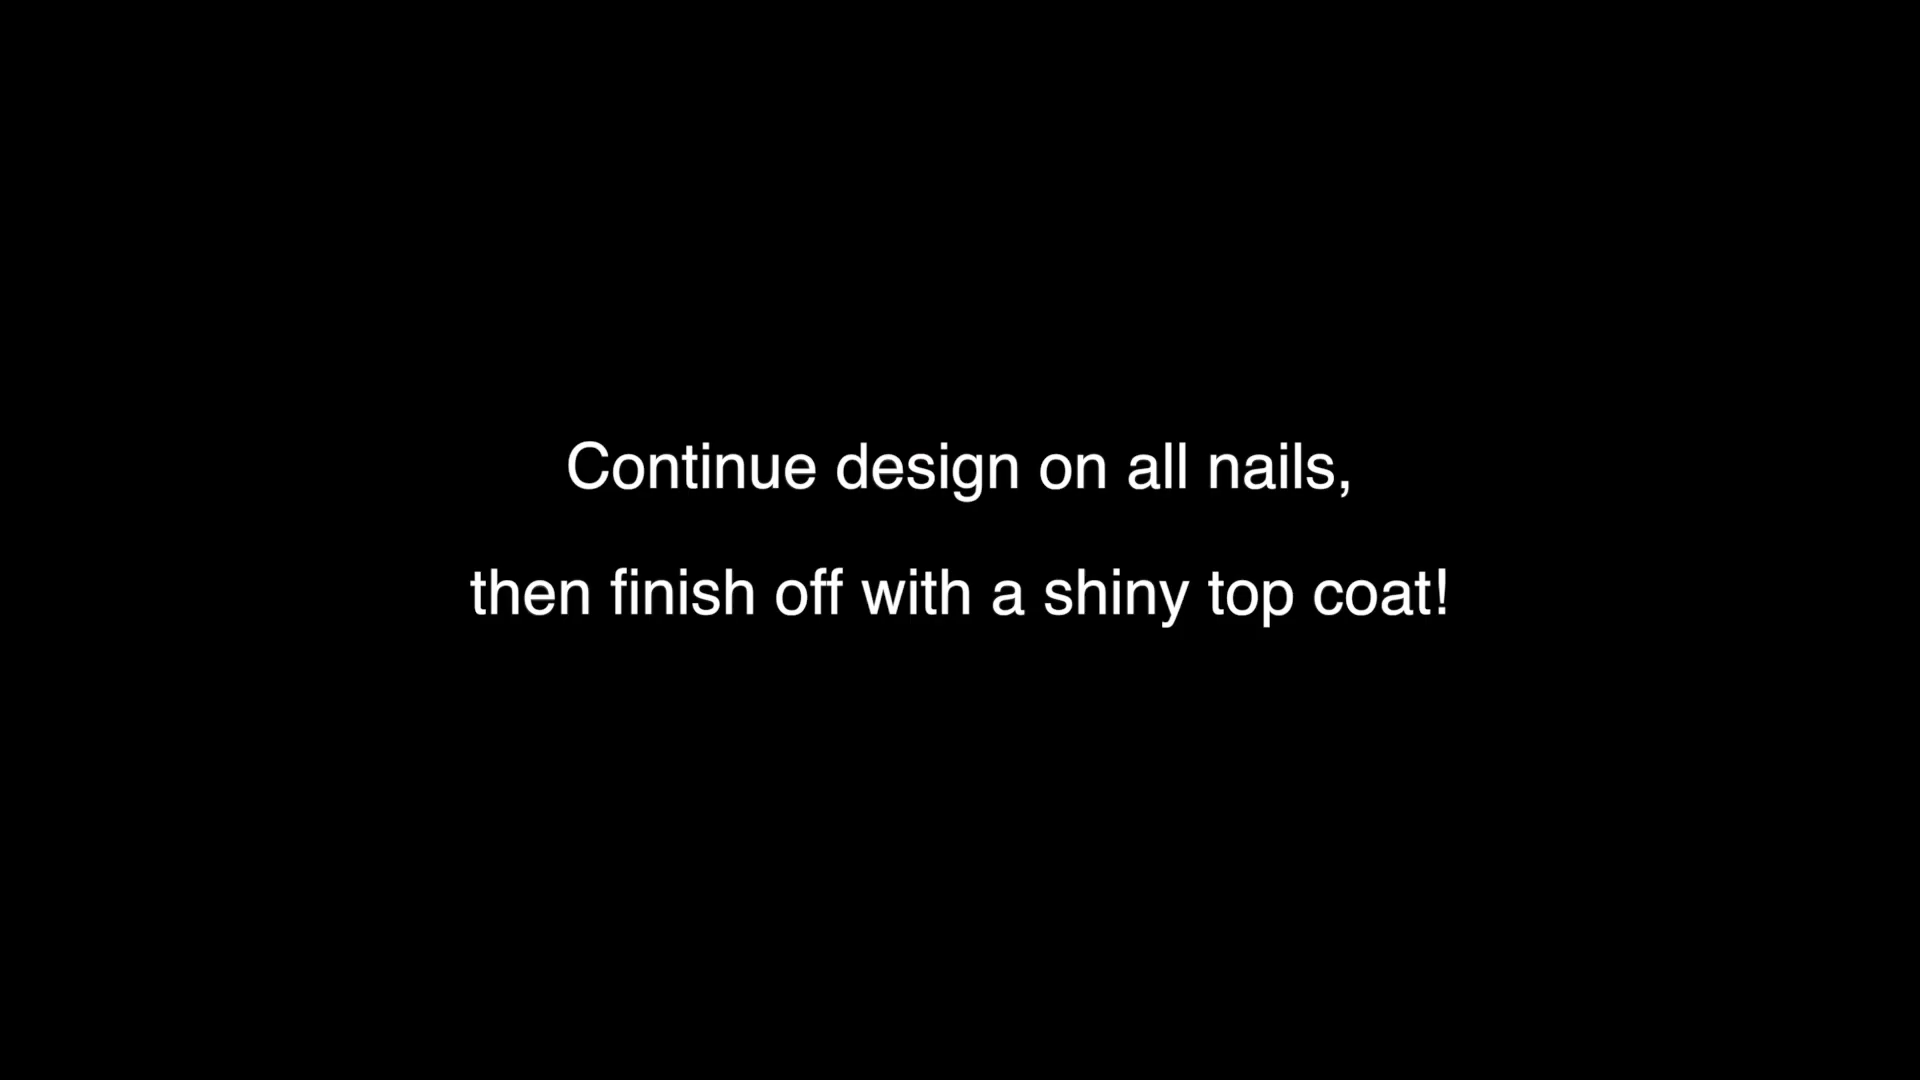 Continue design on all nails,
then finish off with a shiny top coat!